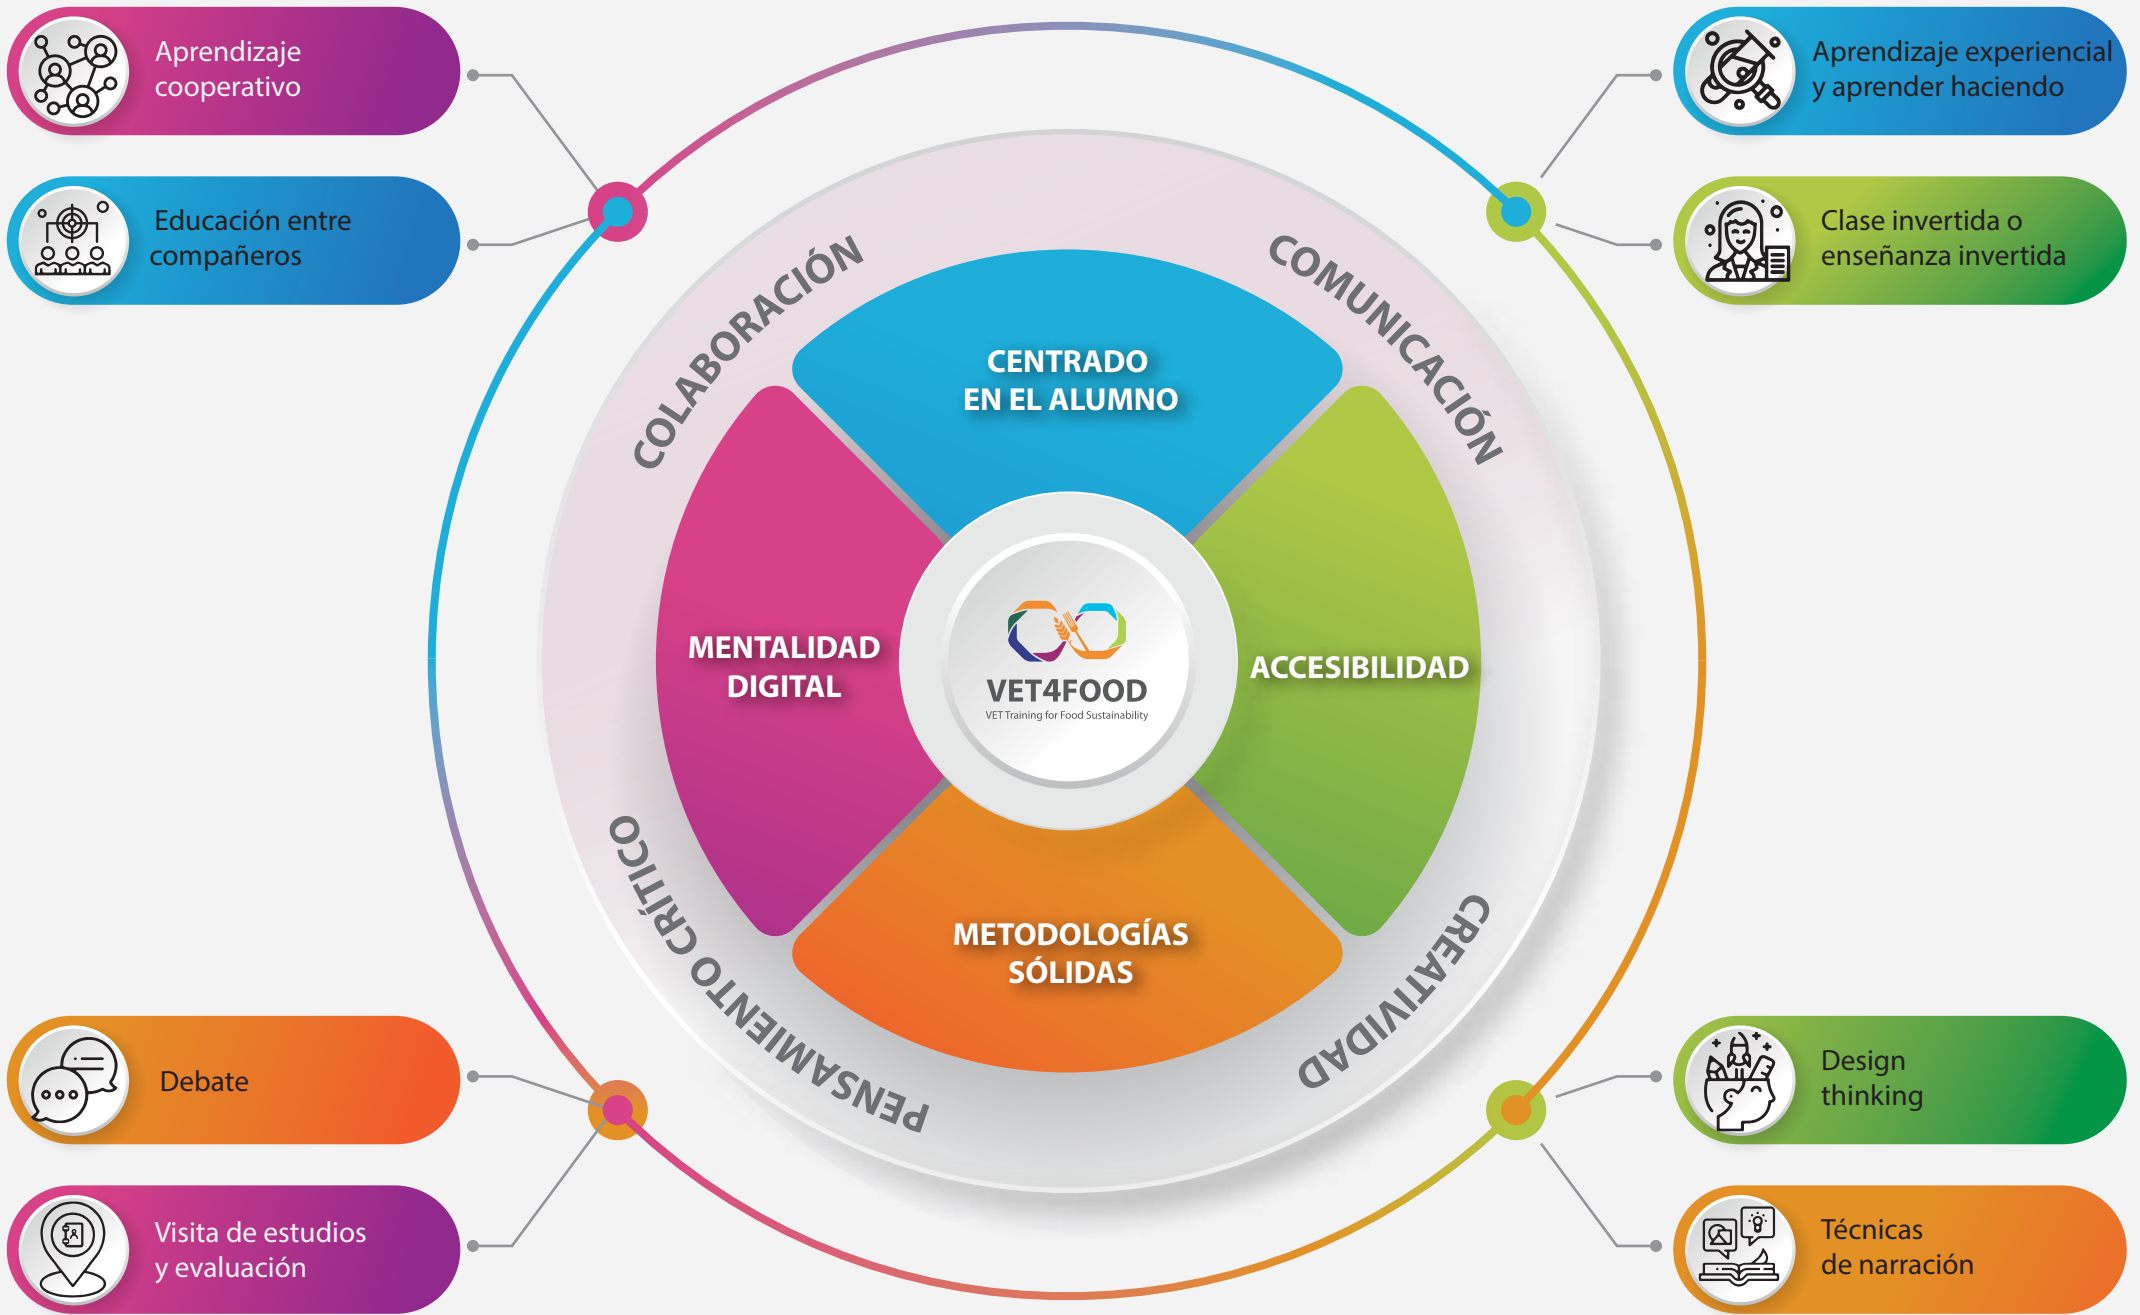 Aprendizaje
cooperativo
Educación entre
compañeros
Aprendizaje experiencial
y aprender haciendo
Clase invertida o
enseñanza invertida
COLABORACIÓN
COMUNICACIÓN
CENTRADO
EN EL ALUMNO
MENTALIDAD
DIGITAL
VET4FOOD
VET Training for Food Sustainability
ACCESIBILIDAD
METODOLOGÍAS
SÓLIDAS
PENSAMIENTO CRÍTICO
CREATIVIDAD
Debate
Visita de estudios
y evaluación
Design
thinking
Técnicas
de narración